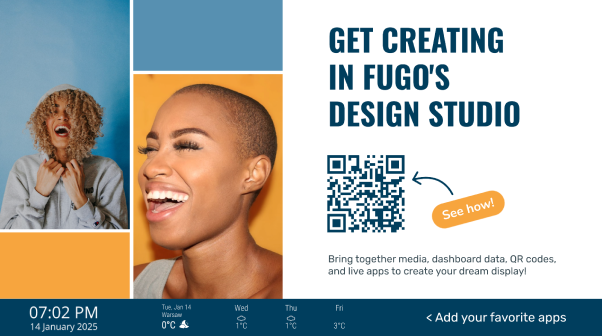 GET CREATING
IN FUGO'S
DESIGN STUDIO
See how!
Bring together media, dashboard data, QR codes,
and live apps to create your dream display!
07:02 PM
14 January 2025
Tue, Jan 14
Warsaw
0°C
Wed
1°C
Thu
1°C
Fri
3°C
< Add your favorite apps